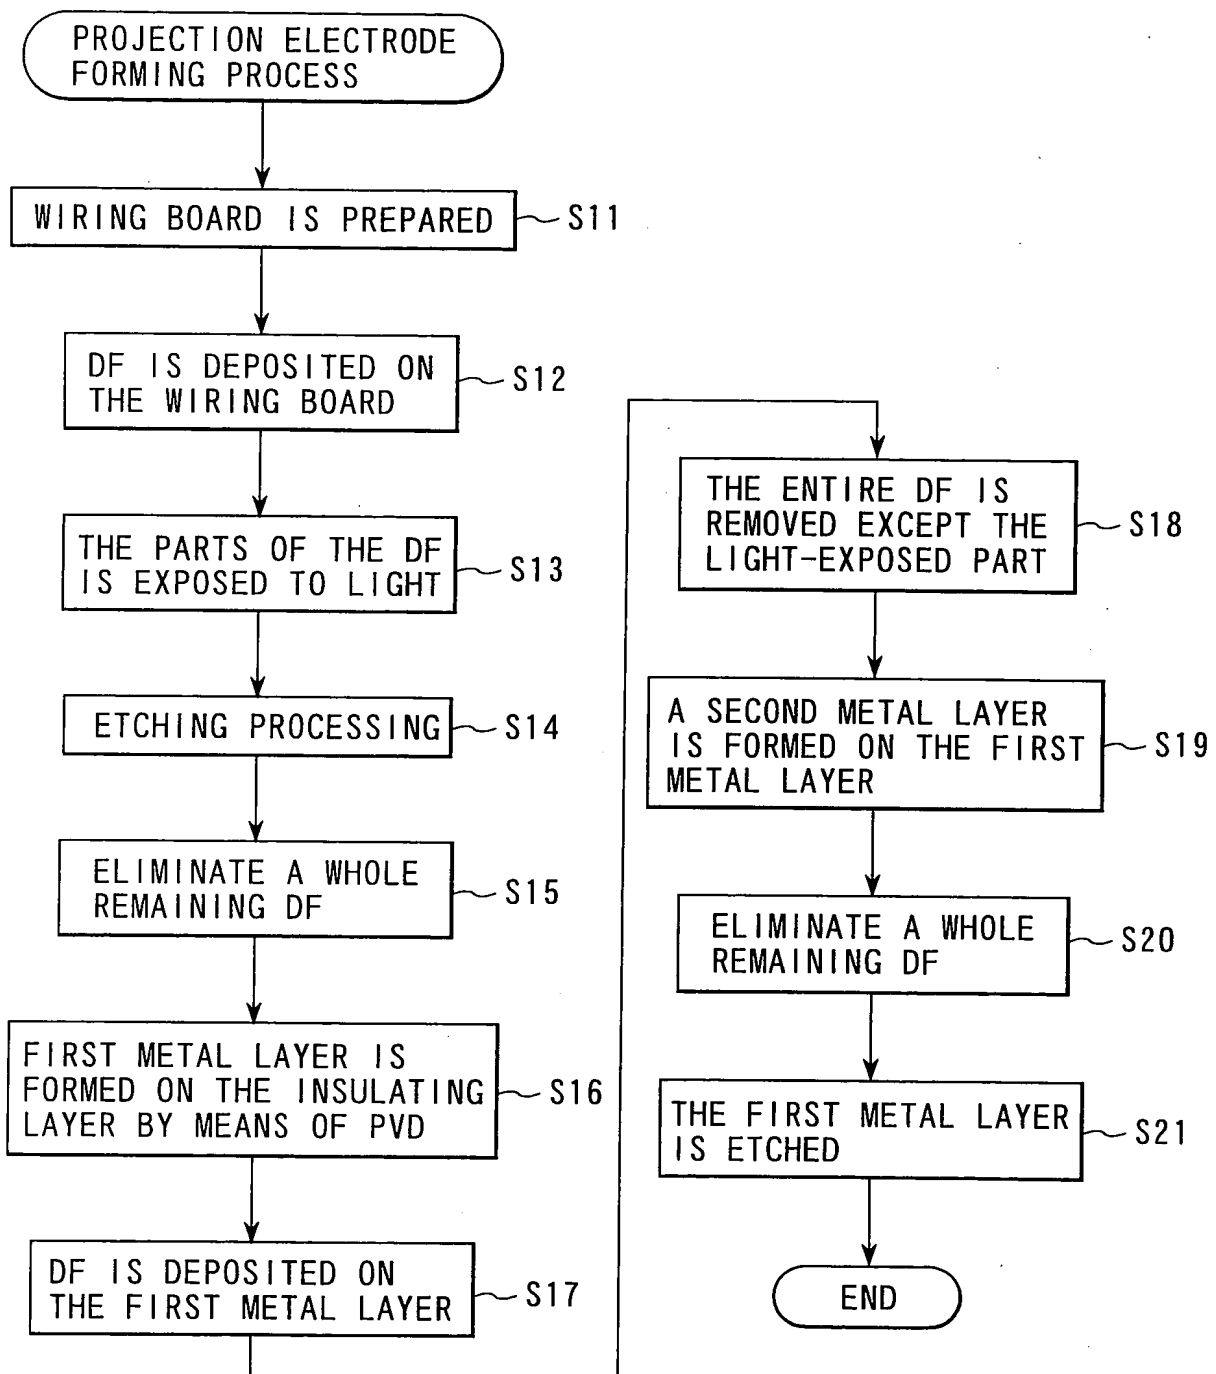 PROJECTION ELECTRODE
FORMING PROCESS
WIRING BOARD IS PREPARED
S11
DF IS DEPOSITED ON
THE WIRING BOARD
S12
THE PARTS OF THE DF
IS EXPOSED TO LIGHT
S13
ETCHING PROCESSING
S14
ELIMINATE A WHOLE
REMAINING DF
S15
FIRST METAL LAYER IS
FORMED ON THE INSULATING
LAYER BY MEANS OF PVD
S16
DF IS DEPOSITED ON
THE FIRST METAL LAYER
S17
THE ENTIRE DF IS
REMOVED EXCEPT THE
LIGHT-EXPOSED PART
S18
A SECOND METAL LAYER
IS FORMED ON THE FIRST
METAL LAYER
S19
ELIMINATE A WHOLE
REMAINING DF
S20
THE FIRST METAL LAYER
IS ETCHED
S21
END